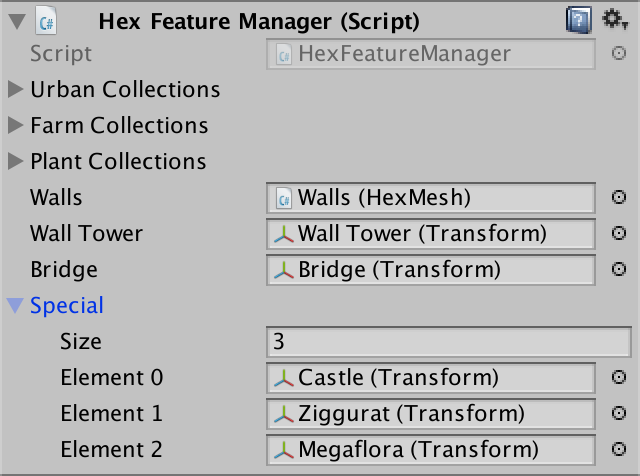 Hex Feature Manager (Script)
Script HexFeatureManager
Urban Collections
Farm Collections
Plant Collections
Walls Walls (HexMesh)
Wall Tower Wall Tower (Transform)
Bridge Bridge (Transform)
Special
Size 3
Element 0 Castle (Transform)
Element 1 Ziggurat (Transform)
Element 2 Megaflora (Transform)